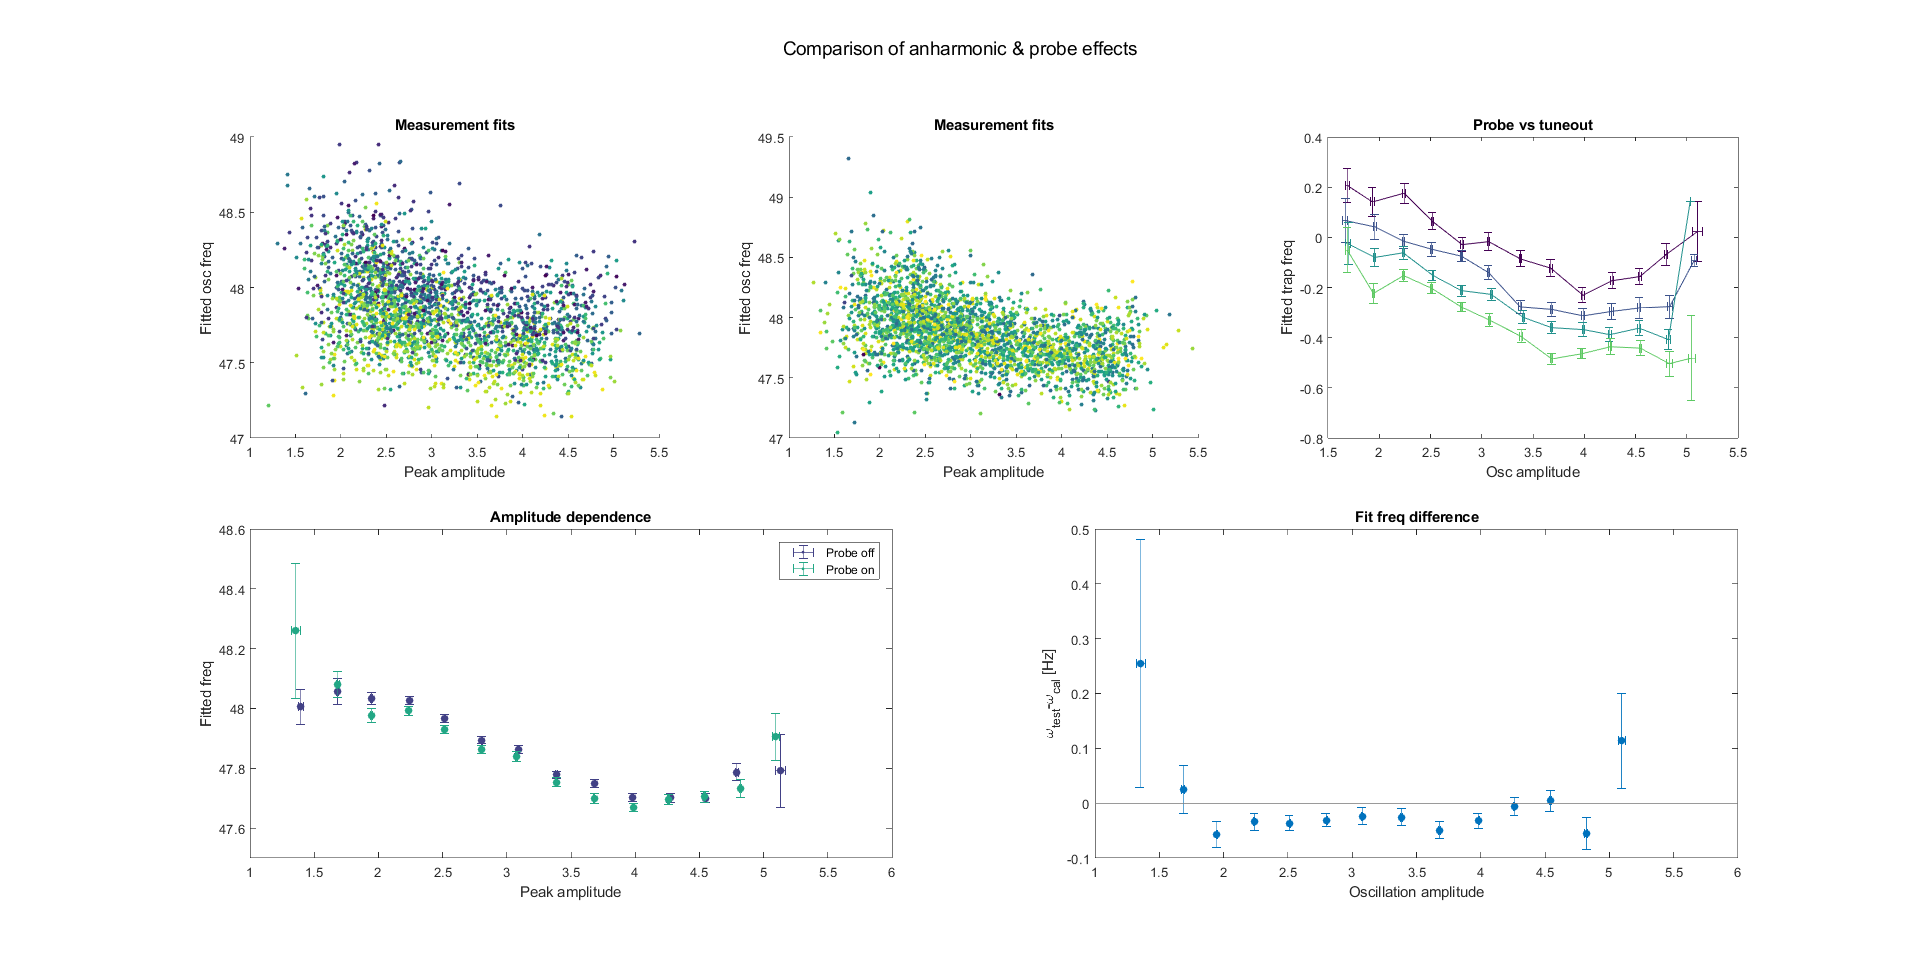 Comparison of anharmonic & probe effects
Measurement fits
49
48.5
48
47.5
47
Fitted osc freq
1 1.5 2 2.5 3 3.5 4 4.5 5 5.5
Peak amplitude
Measurement fits
49.5
49
48.5
48
47.5
47
Fitted osc freq
1 1.5 2 2.5 3 3.5 4 4.5 5 5.5
Peak amplitude
Probe vs tuneout
0.4
0.2
0
-0.2
-0.4
-0.6
-0.8
Fitted trap freq
1.5 2 2.5 3 3.5 4 4.5 5 5.5
Osc amplitude
Amplitude dependence
48.6
48.4
48.2
48
47.8
47.6
Fitted freq
Probe off
Probe on
1 1.5 2 2.5 3 3.5 4 4.5 5 5.5 6
Peak amplitude
Fit freq difference
0.5
0.4
0.3
0.2
0.1
0
-0.1
ω_test-ω_cal [Hz]
1 1.5 2 2.5 3 3.5 4 4.5 5 5.5 6
Oscillation amplitude